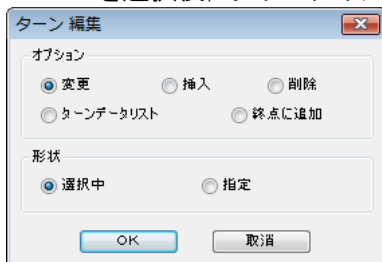 ターン 編集
オプション
変更 挿入 削除
ターンデータリスト 終点に追加
形状
選択中 指定
OK 取消